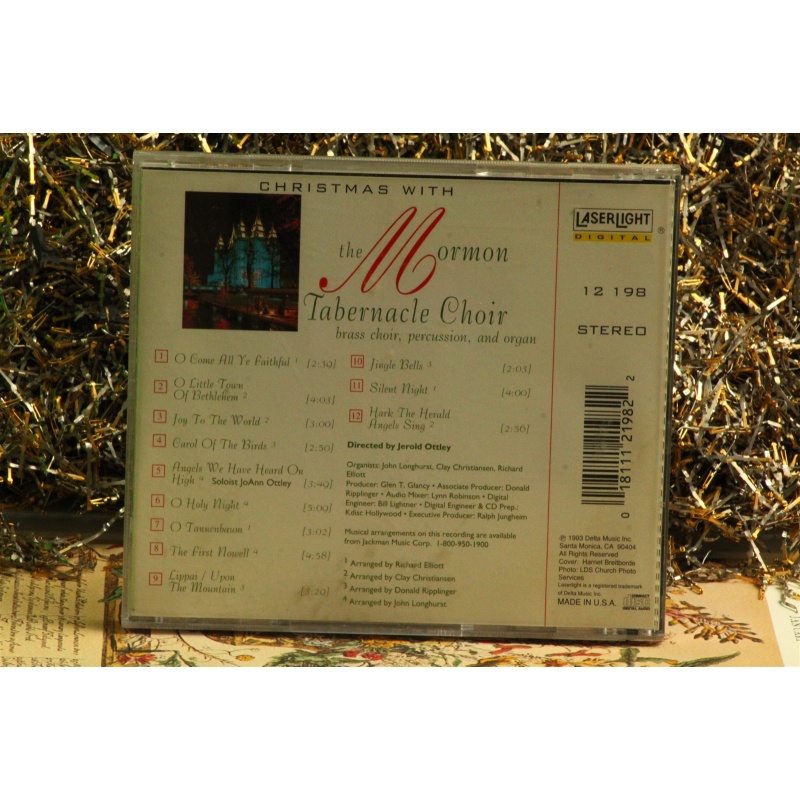 CHRISTMAS WITH
the Mormon
Tabernacle Choir
brass choir, percussion, and organ
1 O Come All Ye Faithful 1 [2:39]
2 O Little Town
Of Bethlehem 2 [4:03]
3 Joy To The World 2 [3:00]
4 Carol Of The Birds 3 [2:50]
5 Angels We Have Heard On
High 4 Soloist JoAnn Ottley [3:49]
6 O Holy Night 4 [5:09]
7 O Tannenbaum 1 [3:02]
8 The First Nowell 4 [4:58]
9 Lippai / Upon
The Mountain 3 [3:20]
10 Jingle Bells 3 [2:03]
11 Silent Night 1 [4:00]
12 Hark The Herald
Angels Sing 2 [2:56]
Directed by Jerold Ottley
Organists: John Longhurst, Clay Christiansen, Richard
Elliott
Producer: Glen T. Glancy • Associate Producer: Donald
Ripplinger • Audio Mixer: Lynn Robinson • Digital
Engineer: Bill Lightner • Digital Engineer & CD Prep.:
Kdisc Hollywood • Executive Producer: Ralph Jungheim
Musical arrangements on this recording are available
from Jackman Music Corp. 1-800-950-1900
1 Arranged by Richard Elliott
2 Arranged by Clay Christiansen
3 Arranged by Donald Ripplinger
4 Arranged by John Longhurst
LASERLIGHT ®
DIGITAL
12 198
STEREO
0 18111 21982 2
℗ 1993 Delta Music Inc.
Santa Monica, CA 90404
All Rights Reserved
Cover: Harriet Breitborde
Photo: LDS Church Photo
Services
Laserlight is a registered trademark
of Delta Music Inc.
MADE IN U.S.A.
COMPACT
disc
DIGITAL AUDIO